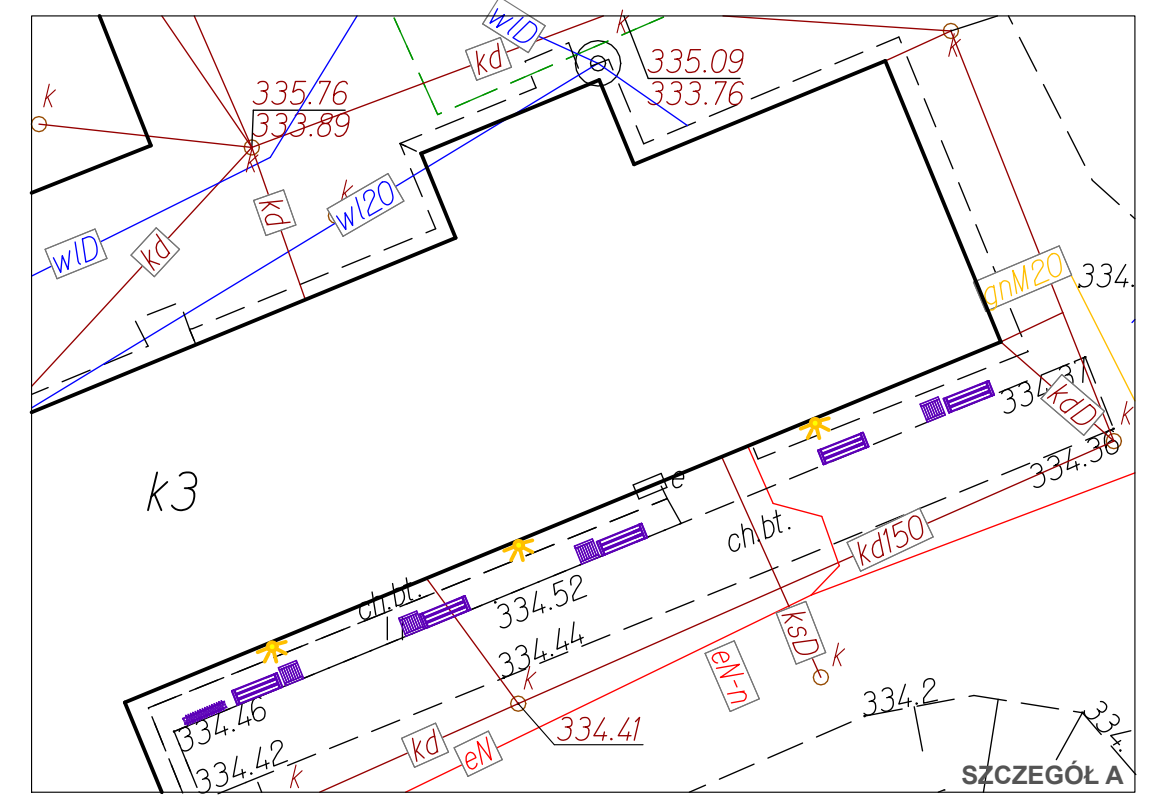 wlD
k
kd
335.09
333.76
k
k
335.76
333.89
k
k
kd
wl20
wlD
kd
gnM20
334.
334.37
kdD
k
334.36
k3
e
ch.bt.
kd150
ch.bt.
334.52
334.44
ksD
k
eN-n
k
334.46
334.42
334.41
kd
eN
k
334.2
334.
SZCZEGÓŁ A